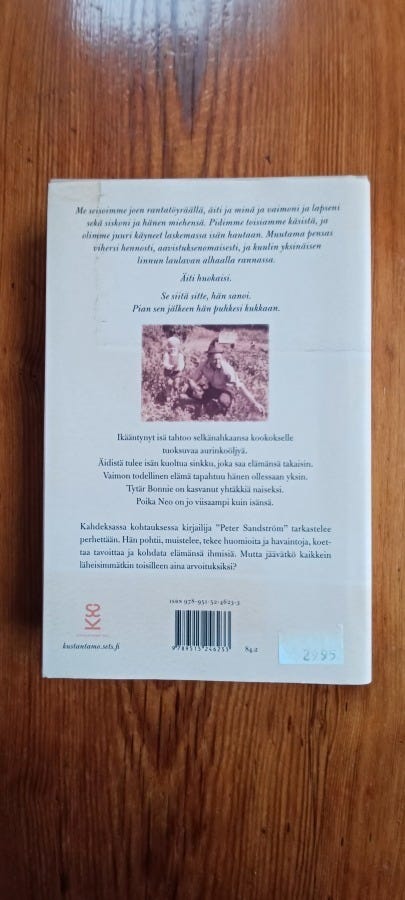 Me seisoimme joen rantatöyräällä, äiti ja minä ja vaimoni ja lapseni
sekä siskoni ja hänen miehensä. Pidimme toisiamme käsistä, ja
olimme juuri käyneet laskemassa isän hautaan. Muutama pensas
vihersi hennosti, aavistuksenomaisesti, ja kuulin yksinäisen
linnun laulavan alhaalla rannassa.
Äiti huokaisi.
Se siitä sitte, hän sanoi.
Pian sen jälkeen hän puhkesi kukkaan.
Ikääntynyt isä tahtoo selkänahkaansa kookokselle
tuoksuvaa aurinkoöljyä.
Äidistä tulee isän kuoltua sinkku, joka saa elämänsä takaisin.
Vaimon todellinen elämä tapahtuu hänen ollessaan yksin.
Tytär Bonnie on kasvanut yhtäkkiä naiseksi.
Poika Neo on jo viisaampi kuin isänsä.
Kahdeksassa kohtauksessa kirjailija "Peter Sandström" tarkastelee
perhettään. Hän pohtii, muistelee, tekee huomioita ja havaintoja, koet-
taa tavoittaa ja kohdata elämänsä ihmisiä. Mutta jäävätkö kaikkein
läheisimmätkin toisilleen aina arvoituksiksi?
ISBN 978-951-52-4623-3
kustantamo.sets.fi
9 789515 246233
84.2
29.95